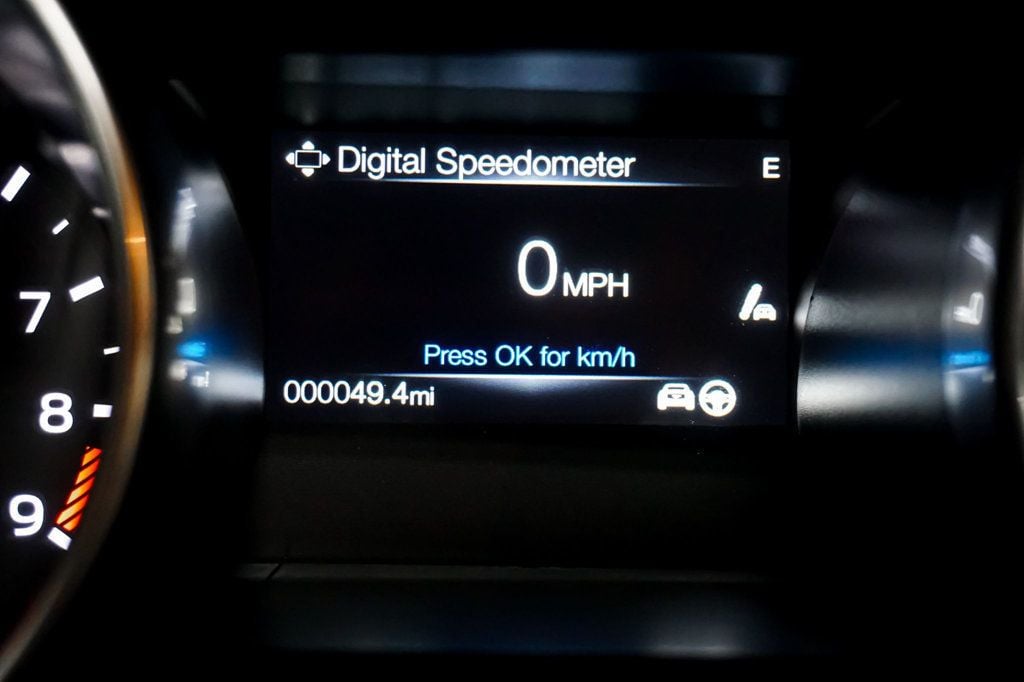 Digital Speedometer
E
0 MPH
Press OK for km/h
000049.4mi
7
8
9